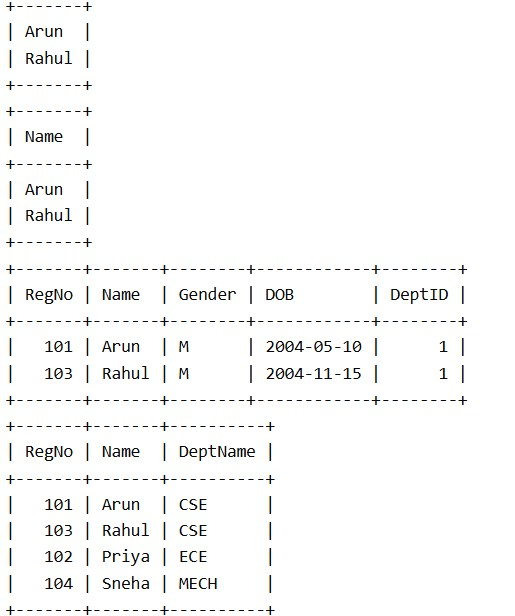 +-------+
| Arun  |
| Rahul |
+-------+
+-------+
| Name  |
+-------+
| Arun  |
| Rahul |
+-------+
+-------+-------+--------+------------+--------+
| RegNo | Name  | Gender | DOB        | DeptID |
+-------+-------+--------+------------+--------+
|   101 | Arun  | M      | 2004-05-10 |      1 |
|   103 | Rahul | M      | 2004-11-15 |      1 |
+-------+-------+--------+------------+--------+
+-------+-------+----------+
| RegNo | Name  | DeptName |
+-------+-------+----------+
|   101 | Arun  | CSE      |
|   103 | Rahul | CSE      |
|   102 | Priya | ECE      |
|   104 | Sneha | MECH     |
+-------+-------+----------+